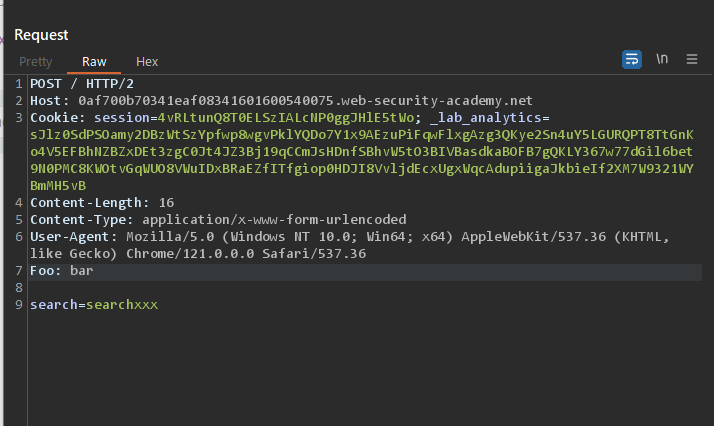 Request
Pretty Raw Hex \n
1 POST / HTTP/2
2 Host: 0af700b70341eaf08341601600540075.web-security-academy.net
3 Cookie: session=4vRLtunQ8T0ELSzIALcNP0ggJHlE5tWo; _lab_analytics=
sJlz0SdPSOamy2DBzWtSzYpfwp8wgvPklYQDo7Y1x9AEzuPiFqwFlxgAzg3QKye2Sn4uY5LGURQPT8TtGnK
o4V5EFBhNZBZxDEt3zgC0Jt4JZ3Bj19qCCmJsHDnfSBhvW5tO3BIVBasdkaBOFB7gQKLY367w77dGil6bet
9N0PMC8KWOtvGqWUO8VWuIDxBRaEZfITfgiop0HDJI8VvljdEcxUgxWqcAdupiigaJkbieIf2XM7W9321WY
BmMH5vB
4 Content-Length: 16
5 Content-Type: application/x-www-form-urlencoded
6 User-Agent: Mozilla/5.0 (Windows NT 10.0; Win64; x64) AppleWebKit/537.36 (KHTML,
like Gecko) Chrome/121.0.0.0 Safari/537.36
7 Foo: bar
8
9 search=searchxxx